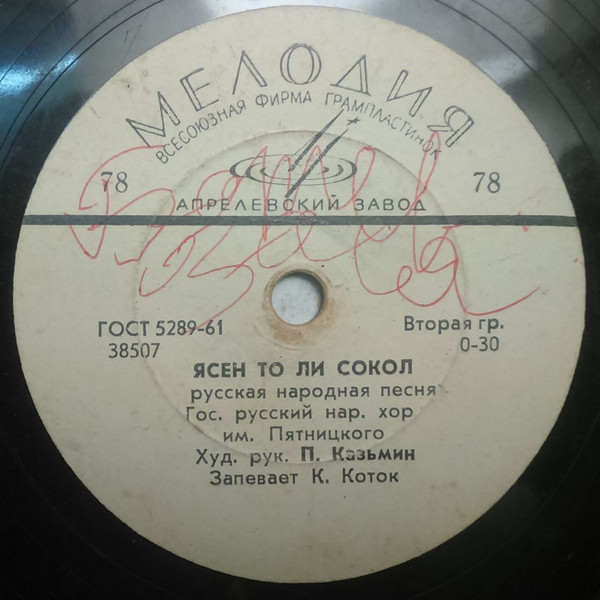 МЕЛОДИЯ
ВСЕСОЮЗНАЯ ФИРМА ГРАМПЛАСТИНОК
78 78
АПРЕЛЕВСКИЙ ЗАВОД
ГОСТ 5289-61 Вторая гр.
38507 0-30
ЯСЕН ТО ЛИ СОКОЛ
русская народная песня
Гос. русский нар. хор
им. Пятницкого
Худ. рук. П. Казьмин
Запевает К. Коток